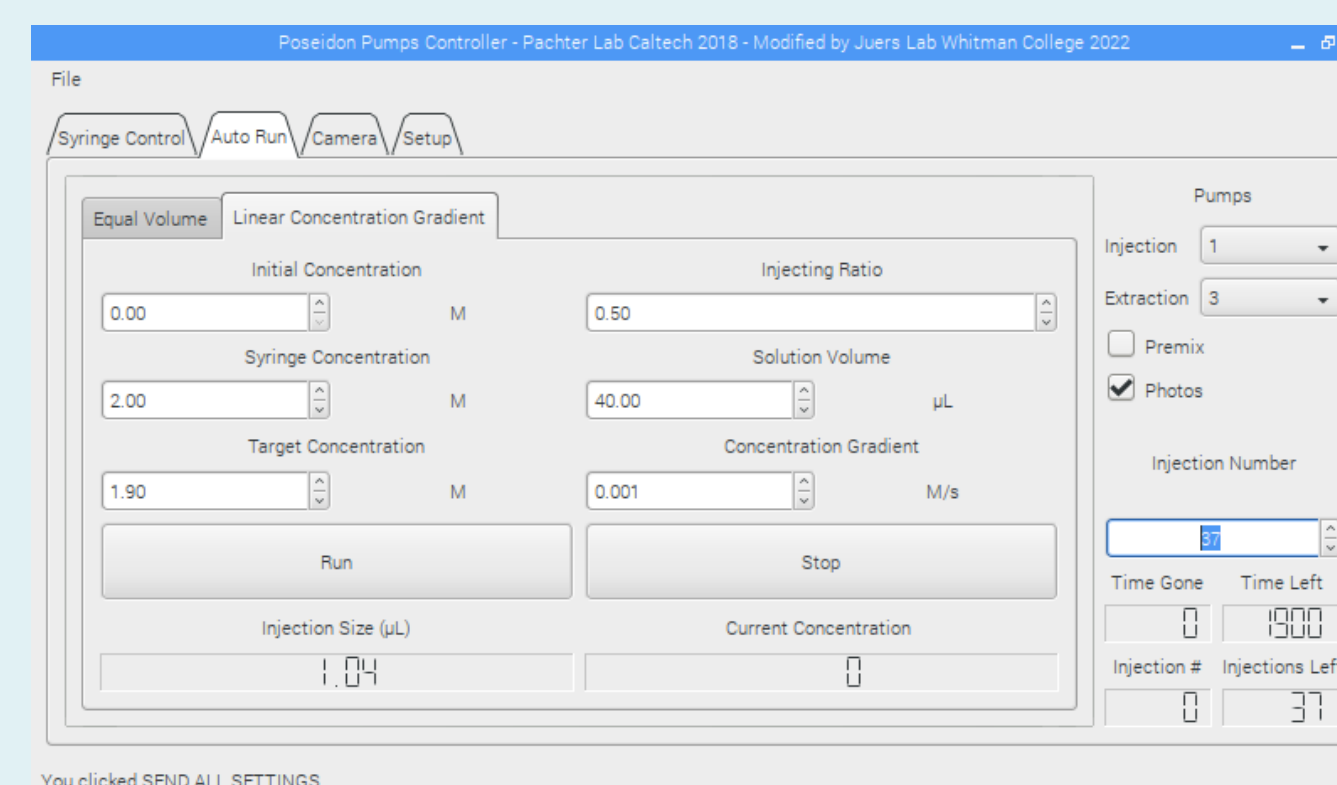 Poseidon Pumps Controller - Pachter Lab Caltech 2018 - Modified by Juers Lab Whitman College 2022
File
Syringe Control Auto Run Camera Setup
Equal Volume Linear Concentration Gradient
Initial Concentration Injecting Ratio
0.00 M 0.50
Syringe Concentration Solution Volume
2.00 M 40.00 µL
Target Concentration Concentration Gradient
1.90 M 0.001 M/s
Run Stop
Injection Size (µL) Current Concentration
1.04 0
Pumps
Injection 1
Extraction 3
Premix
Photos
Injection Number
37
Time Gone Time Left
0 1900
Injection # Injections Left
0 37
You clicked SEND ALL SETTINGS